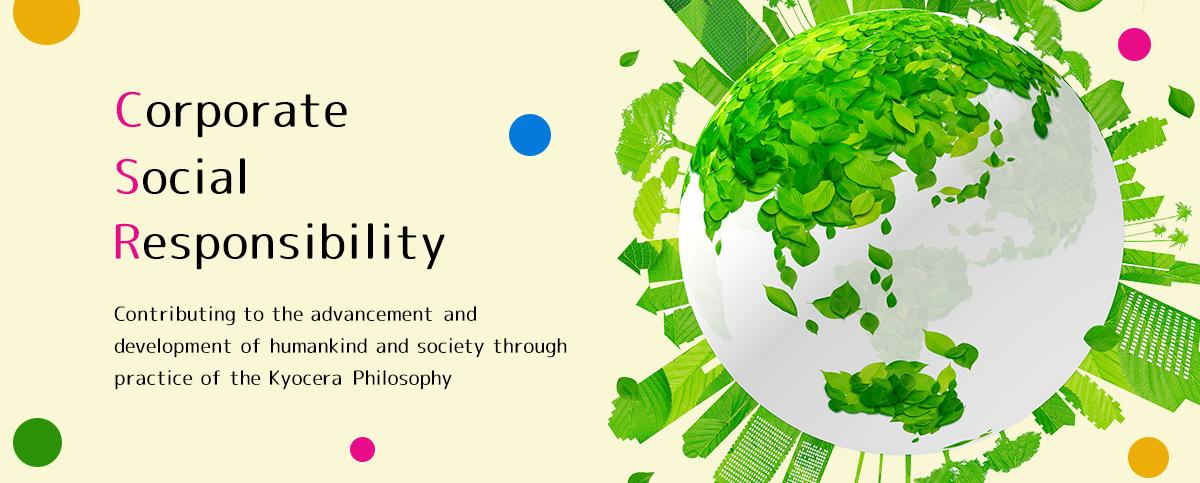 Corporate
Social
Responsibility
Contributing to the advancement and
development of humankind and society through
practice of the Kyocera Philosophy